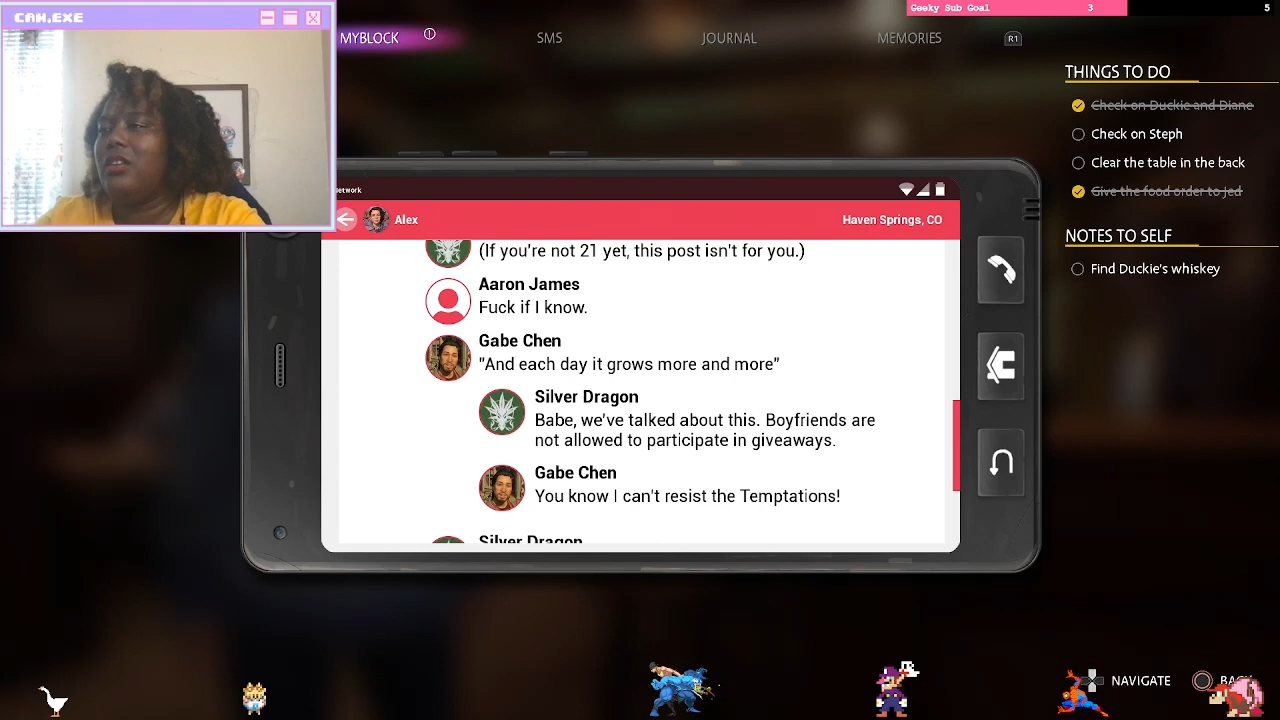 CAM.EXE
Geeky Sub Goal 3 5
MYBLOCK
SMS
R1
THINGS TO DO
Check on Duckie and Diane
Check on Steph
Clear the table in the back
Give the food order to Jed
NOTES TO SELF
Find Duckie's whiskey
Alex
Haven Springs, CO
(If you're not 21 yet, this post isn't for you.)
Aaron James
Fuck if I know.
Gabe Chen
"And each day it grows more and more"
Silver Dragon
Babe, we've talked about this. Boyfriends are
not allowed to participate in giveaways.
Gabe Chen
You know I can't resist the Temptations!
Silver Dragon
NAVIGATE